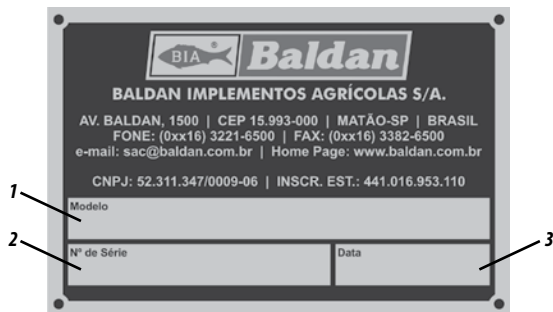 BIA Baldan
BALDAN IMPLEMENTOS AGRÍCOLAS S/A.
AV. BALDAN, 1500 | CEP 15.993-000 | MATÃO-SP | BRASIL
FONE: (0xx16) 3221-6500 | FAX: (0xx16) 3382-6500
e-mail: sac@baldan.com.br | Home Page: www.baldan.com.br
CNPJ: 52.311.347/0009-06 | INSCR. EST.: 441.016.953.110
1 Modelo
2 Nº de Série Data 3